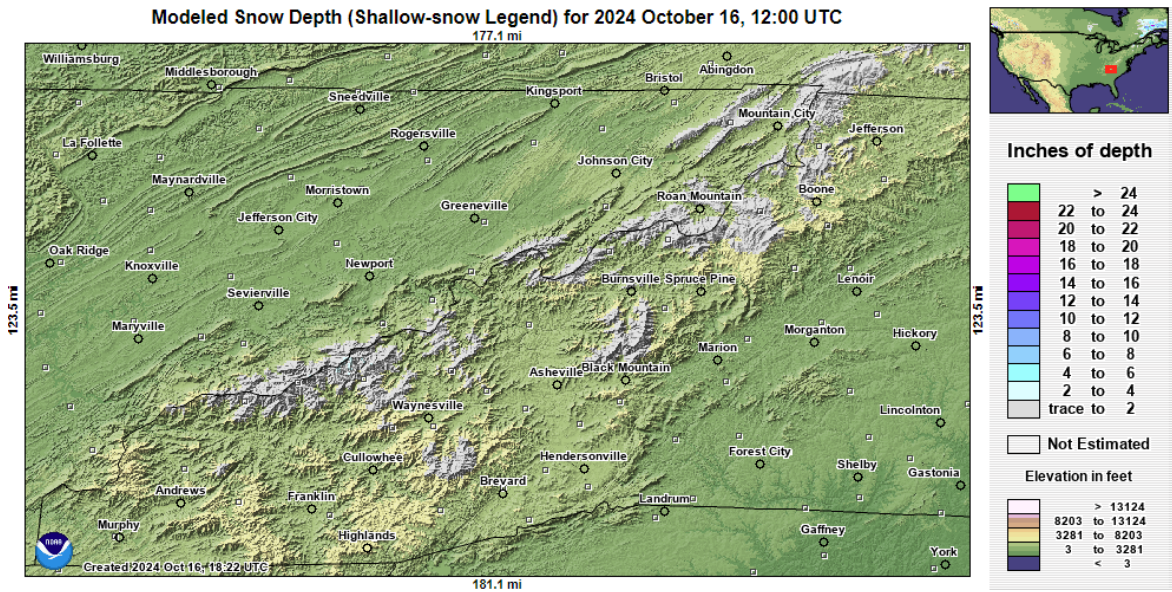 Modeled Snow Depth (Shallow-snow Legend) for 2024 October 16, 12:00 UTC
177.1 mi
Williamsburg
Middlesborough
Abingdon
Bristol
Sneedville
Kingsport
Mountain City
Jefferson
Rogersville
La Follette
Johnson City
Maynardville
Morristown
Roan Mountain
Boone
Jefferson City
Greeneville
Oak Ridge
Knoxville
Newport
Burnsville
Spruce Pine
Lenoir
Sevierville
123.5 mi
123.5 mi
Maryville
Morganton
Hickory
Marion
Asheville
Black Mountain
Waynesville
Lincolnton
Cullowhee
Hendersonville
Forest City
Shelby
Gastonia
Brevard
Andrews
Franklin
Landrum
Murphy
Highlands
Gaffney
York
NOAA
Created 2024 Oct 16, 18:22 UTC
181.1 mi
Inches of depth
> 24
22 to 24
20 to 22
18 to 20
16 to 18
14 to 16
12 to 14
10 to 12
8 to 10
6 to 8
4 to 6
2 to 4
trace to 2
Not Estimated
Elevation in feet
> 13124
8203 to 13124
3281 to 8203
3 to 3281
< 3